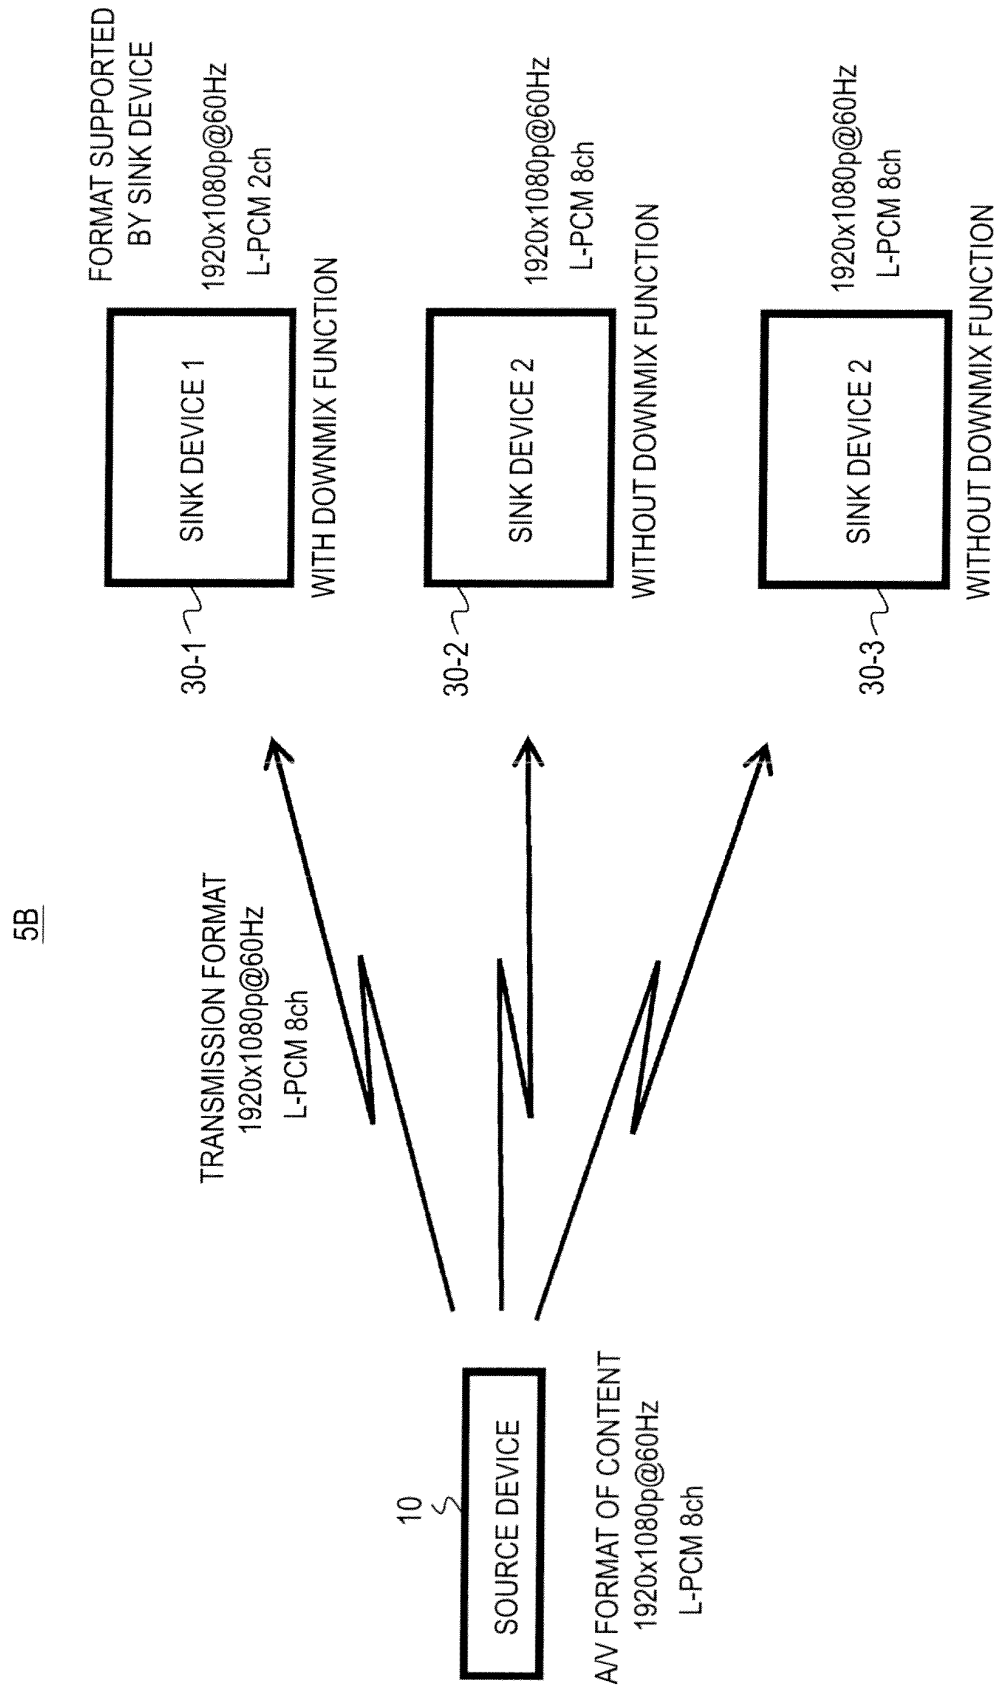 5B
10
SOURCE DEVICE
A/V FORMAT OF CONTENT
1920x1080p@60Hz
L-PCM 8ch
TRANSMISSION FORMAT
1920x1080p@60Hz
L-PCM 8ch
FORMAT SUPPORTED
BY SINK DEVICE
30-1
SINK DEVICE 1
1920x1080p@60Hz
L-PCM 2ch
WITH DOWNMIX FUNCTION
30-2
SINK DEVICE 2
1920x1080p@60Hz
L-PCM 8ch
WITHOUT DOWNMIX FUNCTION
30-3
SINK DEVICE 2
1920x1080p@60Hz
L-PCM 8ch
WITHOUT DOWNMIX FUNCTION